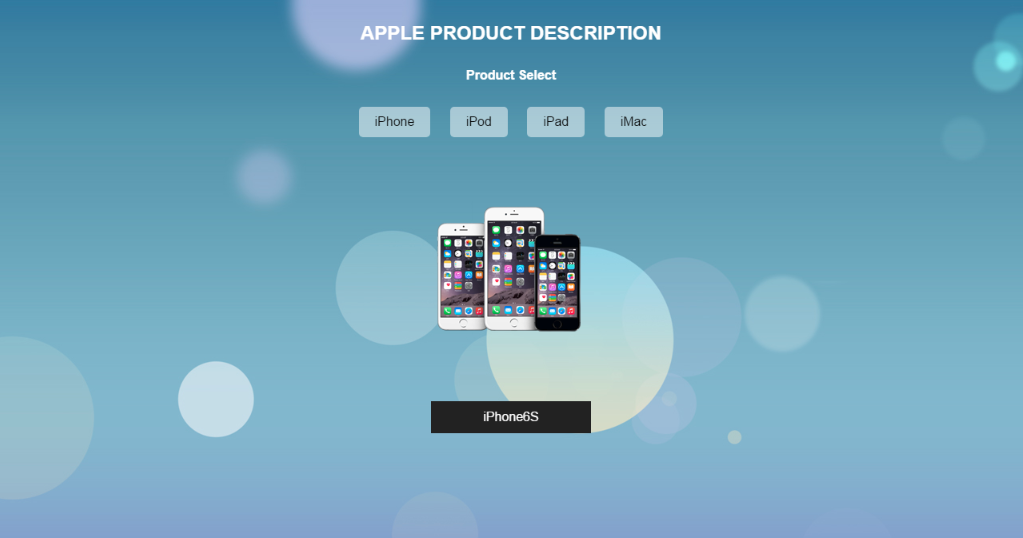 APPLE PRODUCT DESCRIPTION
Product Select
iPhone iPod iPad iMac
iPhone6S